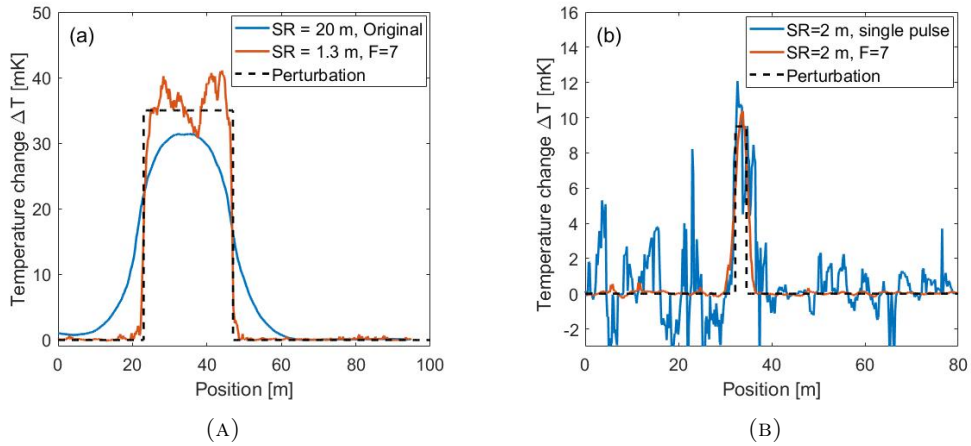 (a)
SR = 20 m, Original
SR = 1.3 m, F=7
Perturbation
Temperature change ΔT [mK]
50
40
30
20
10
0
0 20 40 60 80 100
Position [m]
(A)
(b)
SR=2 m, single pulse
SR=2 m, F=7
Perturbation
Temperature change ΔT [mK]
16
14
12
10
8
6
4
2
0
-2
0 20 40 60 80
Position [m]
(B)